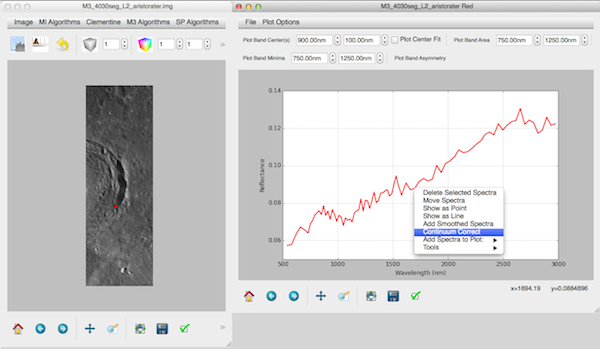 M3_4030seg_L2_aristorater.img
Image MI Algorithms Clementine M3 Algorithms SP Algorithms
1 1 »
»
M3_4030seg_L2_aristorater Red
File Plot Options
Plot Band Center(s) 900.00nm 100.00nm Plot Center Fit Plot Band Area 750.00nm 1250.00nm
Plot Band Minima 750.00nm 1250.00nm Plot Band Asymmetry
0.14
0.12
0.10
0.08
0.06
Reflectance
500 1000 1500 2000 2500 3000
Wavelength (nm)
Delete Selected Spectra
Move Spectra
Show as Point
Show as Line
Add Smoothed Spectra
Continuum Correct
Add Spectra to Plot:
Tools
x=1694.19 y=0.0884896